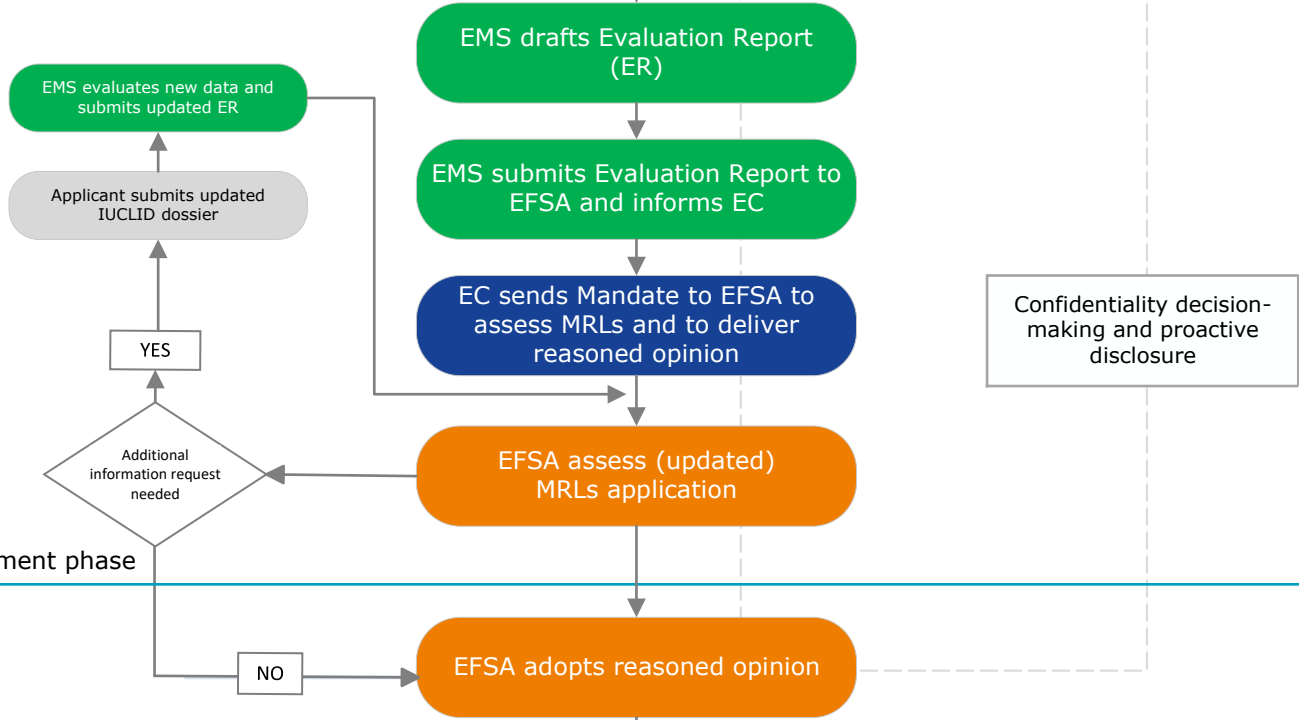 EMS drafts Evaluation Report
(ER)
EMS evaluates new data and
submits updated ER
EMS submits Evaluation Report to
EFSA and informs EC
Applicant submits updated
IUCLID dossier
EC sends Mandate to EFSA to
assess MRLs and to deliver
reasoned opinion
Confidentiality decision-
making and proactive
disclosure
YES
Additional
information request
needed
EFSA assess (updated)
MRLs application
ment phase
EFSA adopts reasoned opinion
NO